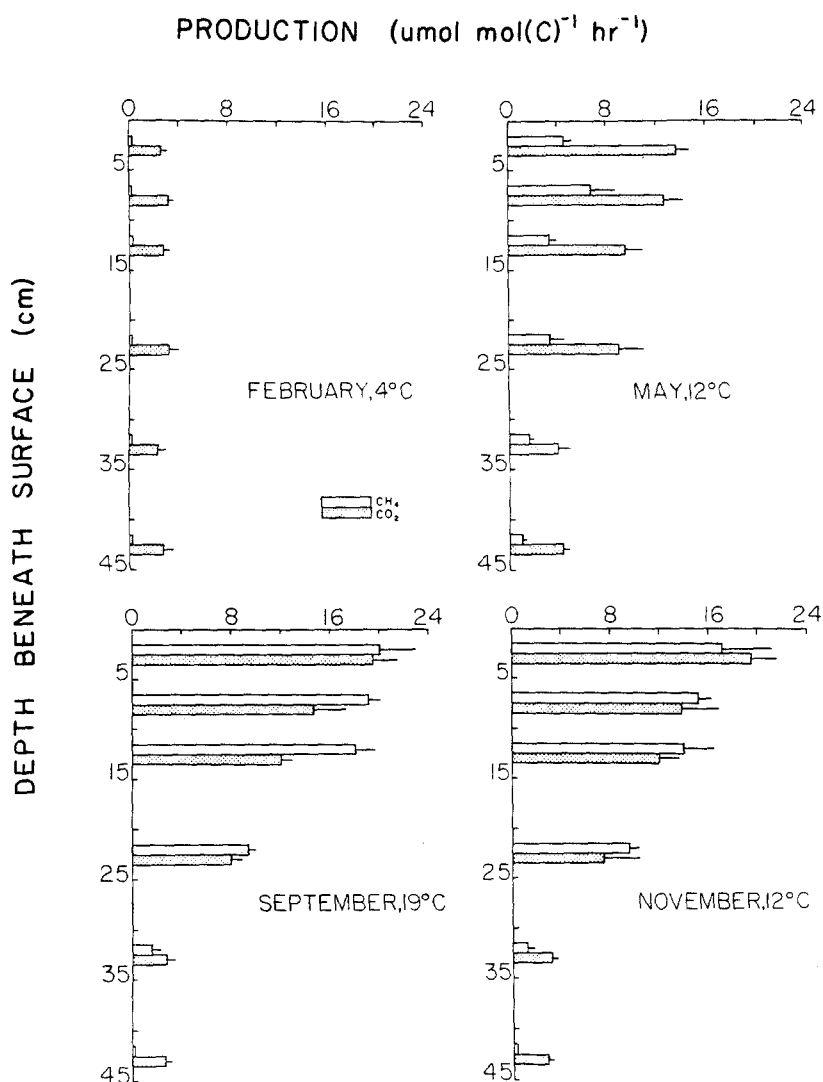 PRODUCTION (umol mol(C)⁻¹ hr⁻¹)
DEPTH BENEATH SURFACE (cm)
0 8 16 24
5
15
25
35
45
FEBRUARY,4°C
CH₄
CO₂
0 8 16 24
5
15
25
35
45
MAY,12°C
0 8 16 24
5
15
25
35
45
SEPTEMBER,19°C
0 8 16 24
5
15
25
35
45
NOVEMBER,12°C